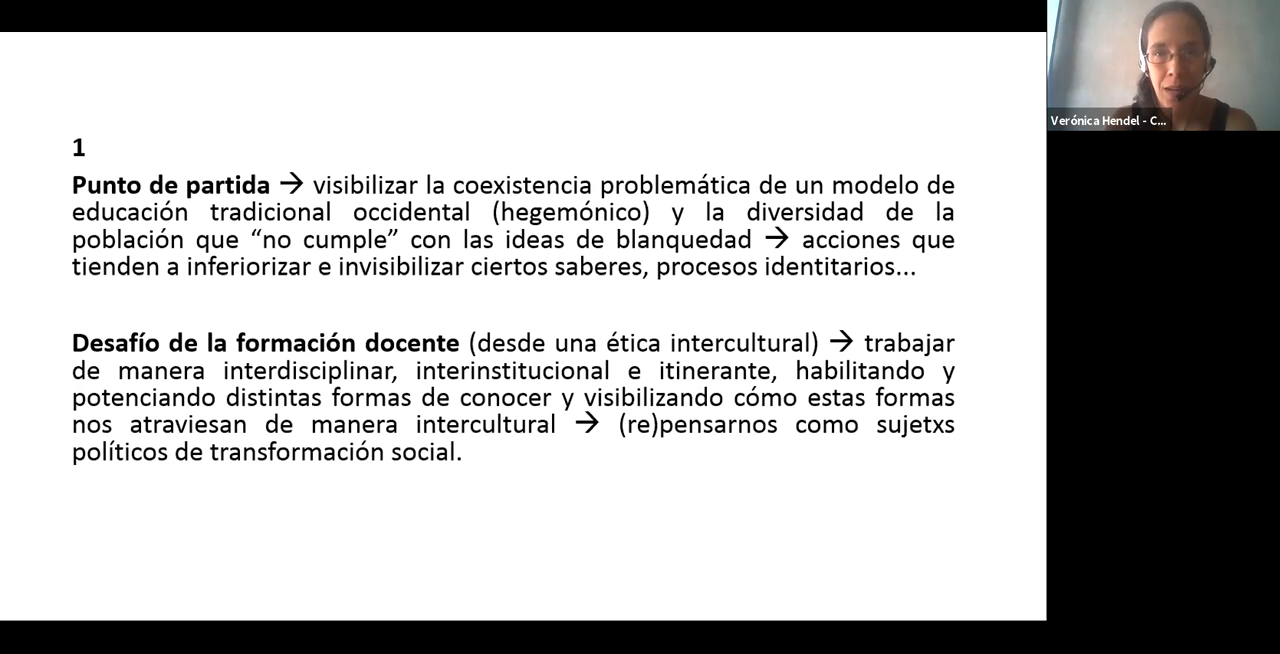 1
Punto de partida → visibilizar la coexistencia problemática de un modelo de
educación tradicional occidental (hegemónico) y la diversidad de la
población que “no cumple” con las ideas de blanquedad → acciones que
tienden a inferiorizar e invisibilizar ciertos saberes, procesos identitarios...
Desafío de la formación docente (desde una ética intercultural) → trabajar
de manera interdisciplinar, interinstitucional e itinerante, habilitando y
potenciando distintas formas de conocer y visibilizando cómo estas formas
nos atraviesan de manera intercultural → (re)pensarnos como sujetxs
políticos de transformación social.
Verónica Hendel - C...